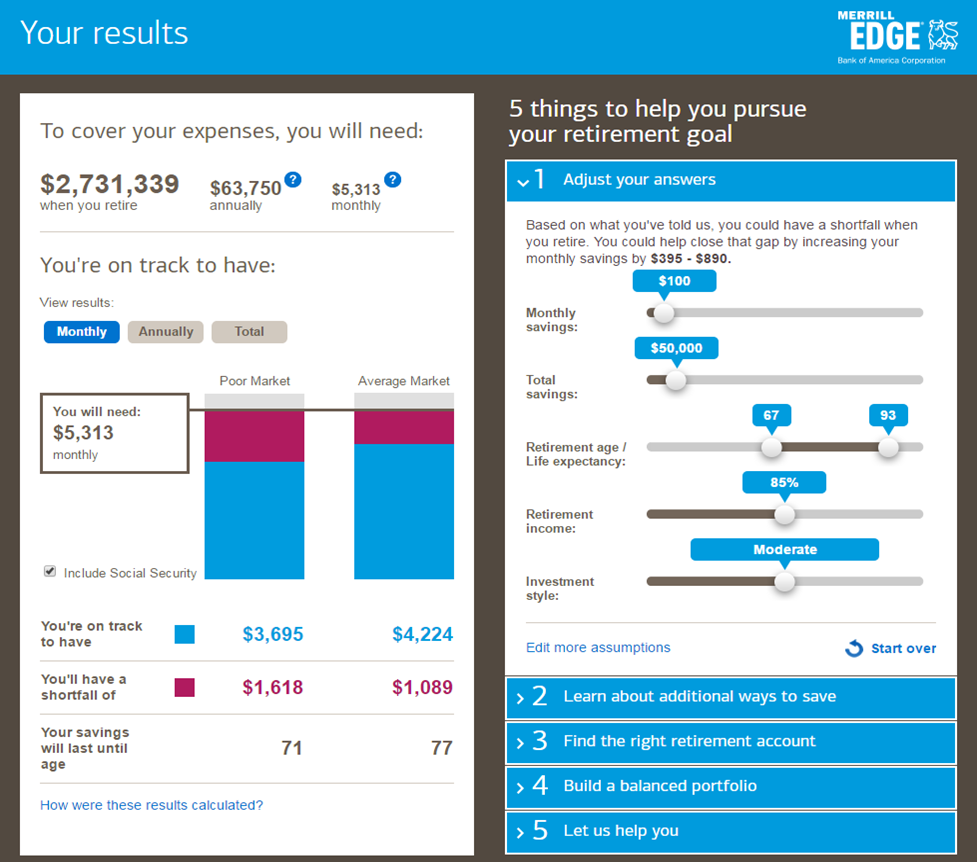 Your results
MERRILL
EDGE
Bank of America Corporation
To cover your expenses, you will need:
$2,731,339
when you retire
$63,750 ?
annually
$5,313 ?
monthly
You're on track to have:
View results:
Monthly Annually Total
Poor Market Average Market
You will need:
$5,313
monthly
Include Social Security
You're on track
to have
$3,695 $4,224
You'll have a
shortfall of
$1,618 $1,089
Your savings
will last until
age
71 77
How were these results calculated?
5 things to help you pursue
your retirement goal
1 Adjust your answers
Based on what you've told us, you could have a shortfall when
you retire. You could help close that gap by increasing your
monthly savings by $395 - $890.
$100
Monthly
savings:
$50,000
Total
savings:
67 93
Retirement age /
Life expectancy:
85%
Retirement
income:
Moderate
Investment
style:
Edit more assumptions
Start over
2 Learn about additional ways to save
3 Find the right retirement account
4 Build a balanced portfolio
5 Let us help you